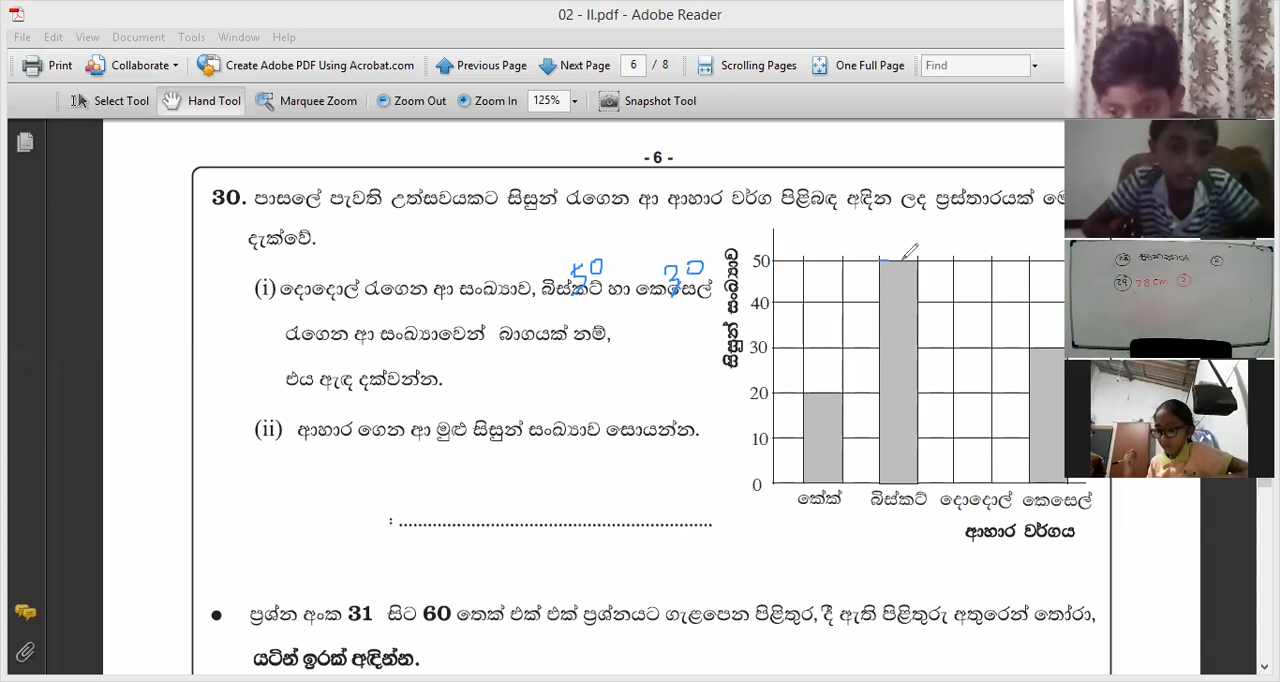 02 - II.pdf - Adobe Reader
File Edit View Document Tools Window Help
Print Collaborate Create Adobe PDF Using Acrobat.com Previous Page Next Page 6 / 8 Scrolling Pages One Full Page Find
Select Tool Hand Tool Marquee Zoom Zoom Out Zoom In 125% Snapshot Tool
- 6 -
30. පාසලේ පැවති උත්සවයකට සිසුන් රැගෙන ආ ආහාර වර්ග පිළිබඳ අඳින ලද ප්‍රස්තාරයක්
දැක්වේ.
50 30
(i) දොදොල් රැගෙන ආ සංඛ්‍යාව, බිස්කට් හා කෙසෙල්
රැගෙන ආ සංඛ්‍යාවෙන් බාගයක් නම්,
එය ඇඳ දක්වන්න.
(ii) ආහාර ගෙන ආ මුළු සිසුන් සංඛ්‍යාව සොයන්න.
: ................................................................
සිසුන් සංඛ්‍යාව
50
40
30
20
10
0
කේක් බිස්කට් දොදොල් කෙසෙල්
ආහාර වර්ගය
29 28cm 2
● ප්‍රශ්න අංක 31 සිට 60 තෙක් එක් එක් ප්‍රශ්නයට ගැළපෙන පිළිතුර, දී ඇති පිළිතුරු අතුරෙන් තෝරා,
යටින් ඉරක් අඳින්න.